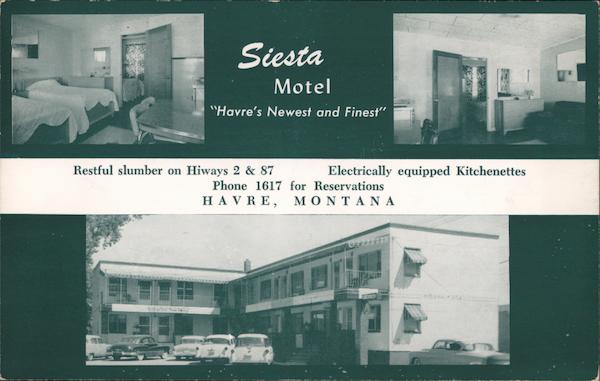 Siesta
Motel
"Havre's Newest and Finest"
Restful slumber on Hiways 2 & 87 Electrically equipped Kitchenettes
Phone 1617 for Reservations
HAVRE, MONTANA